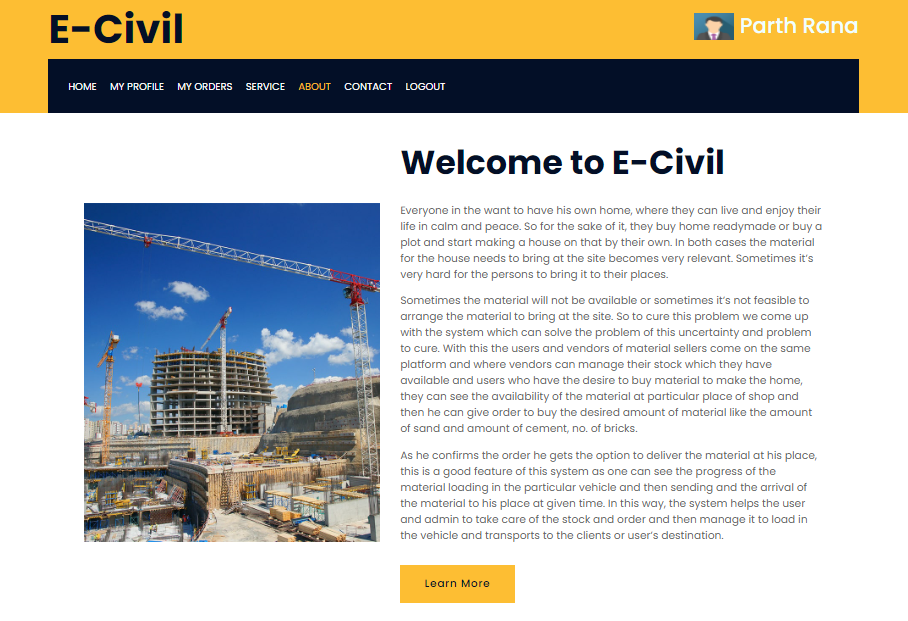 E-Civil
Parth Rana
HOME MY PROFILE MY ORDERS SERVICE ABOUT CONTACT LOGOUT
Welcome to E-Civil
Everyone in the want to have his own home, where they can live and enjoy their
life in calm and peace. So for the sake of it, they buy home readymade or buy a
plot and start making a house on that by their own. In both cases the material
for the house needs to bring at the site becomes very relevant. Sometimes it's
very hard for the persons to bring it to their places.
Sometimes the material will not be available or sometimes it's not feasible to
arrange the material to bring at the site. So to cure this problem we come up
with the system which can solve the problem of this uncertainty and problem
to cure. With this the users and vendors of material sellers come on the same
platform and where vendors can manage their stock which they have
available and users who have the desire to buy material to make the home,
they can see the availability of the material at particular place of shop and
then he can give order to buy the desired amount of material like the amount
of sand and amount of cement, no. of bricks.
As he confirms the order he gets the option to deliver the material at his place,
this is a good feature of this system as one can see the progress of the
material loading in the particular vehicle and then sending and the arrival of
the material to his place at given time. In this way, the system helps the user
and admin to take care of the stock and order and then manage it to load in
the vehicle and transports to the clients or user's destination.
Learn More